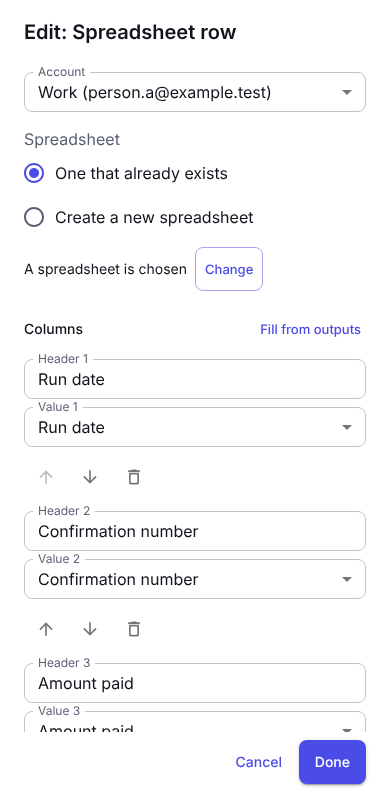 Edit: Spreadsheet row
Account
Work (person.a@example.test)
Spreadsheet
One that already exists
Create a new spreadsheet
A spreadsheet is chosen
Change
Columns
Fill from outputs
Header 1
Run date
Value 1
Run date
Header 2
Confirmation number
Value 2
Confirmation number
Header 3
Amount paid
Value 3
Amount paid
Cancel
Done